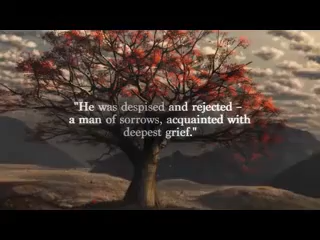 "He was despised and rejected –
a man of sorrows, acquainted with
deepest grief."